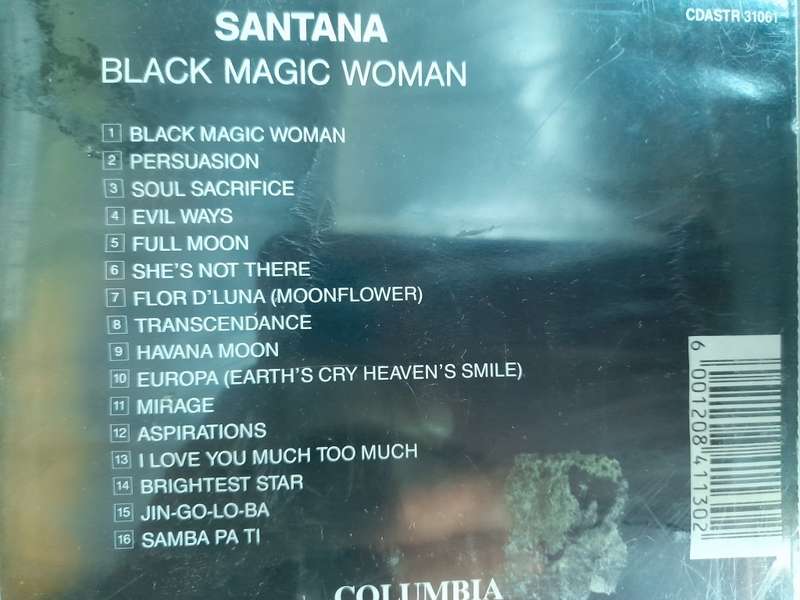 SANTANA
CDASTR 31061
BLACK MAGIC WOMAN
1 BLACK MAGIC WOMAN
2 PERSUASION
3 SOUL SACRIFICE
4 EVIL WAYS
5 FULL MOON
6 SHE'S NOT THERE
7 FLOR D'LUNA (MOONFLOWER)
8 TRANSCENDANCE
9 HAVANA MOON
10 EUROPA (EARTH'S CRY HEAVEN'S SMILE)
11 MIRAGE
12 ASPIRATIONS
13 I LOVE YOU MUCH TOO MUCH
14 BRIGHTEST STAR
15 JIN-GO-LO-BA
16 SAMBA PA TI
6 001208 411302
COLUMBIA